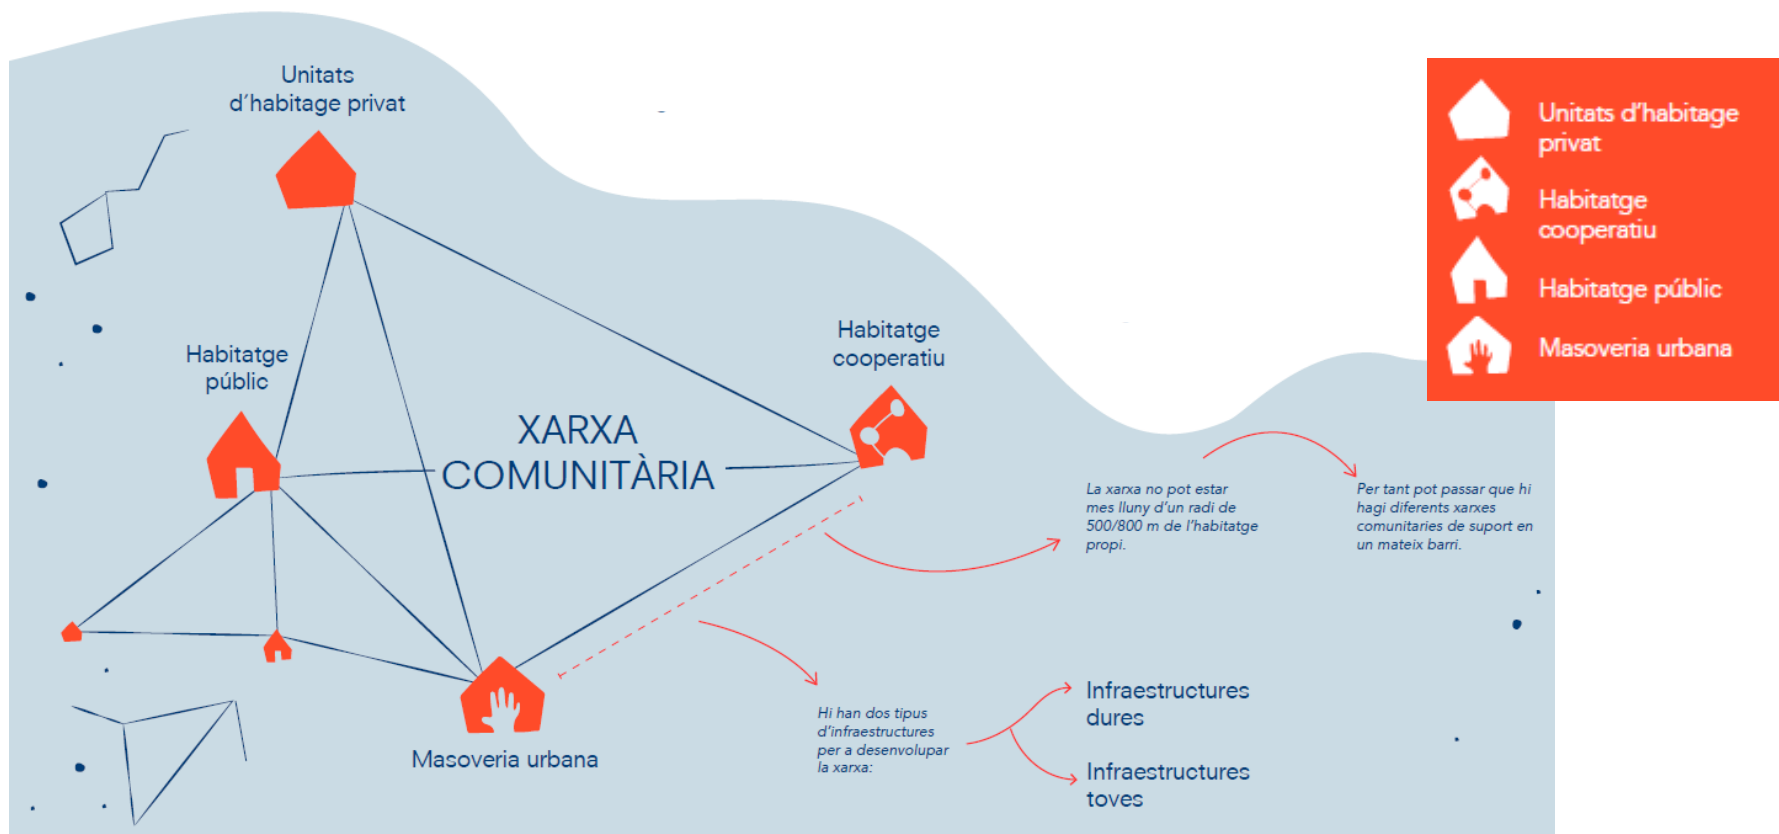 Unitats
d´habitage privat
Habitatge
públic
XARXA
COMUNITÀRIA
Habitatge
cooperatiu
Masoveria urbana
La xarxa no pot estar
mes lluny d'un radi de
500/800 m de l'habitatge
propi.
Per tant pot passar que hi
hagi diferents xarxes
comunitaries de suport en
un mateix barri.
Hi han dos tipus
d'infraestructures
per a desenvolupar
la xarxa:
Infraestructures
dures
Infraestructures
toves
Unitats d'habitage
privat
Habitatge
cooperatiu
Habitatge públic
Masoveria urbana